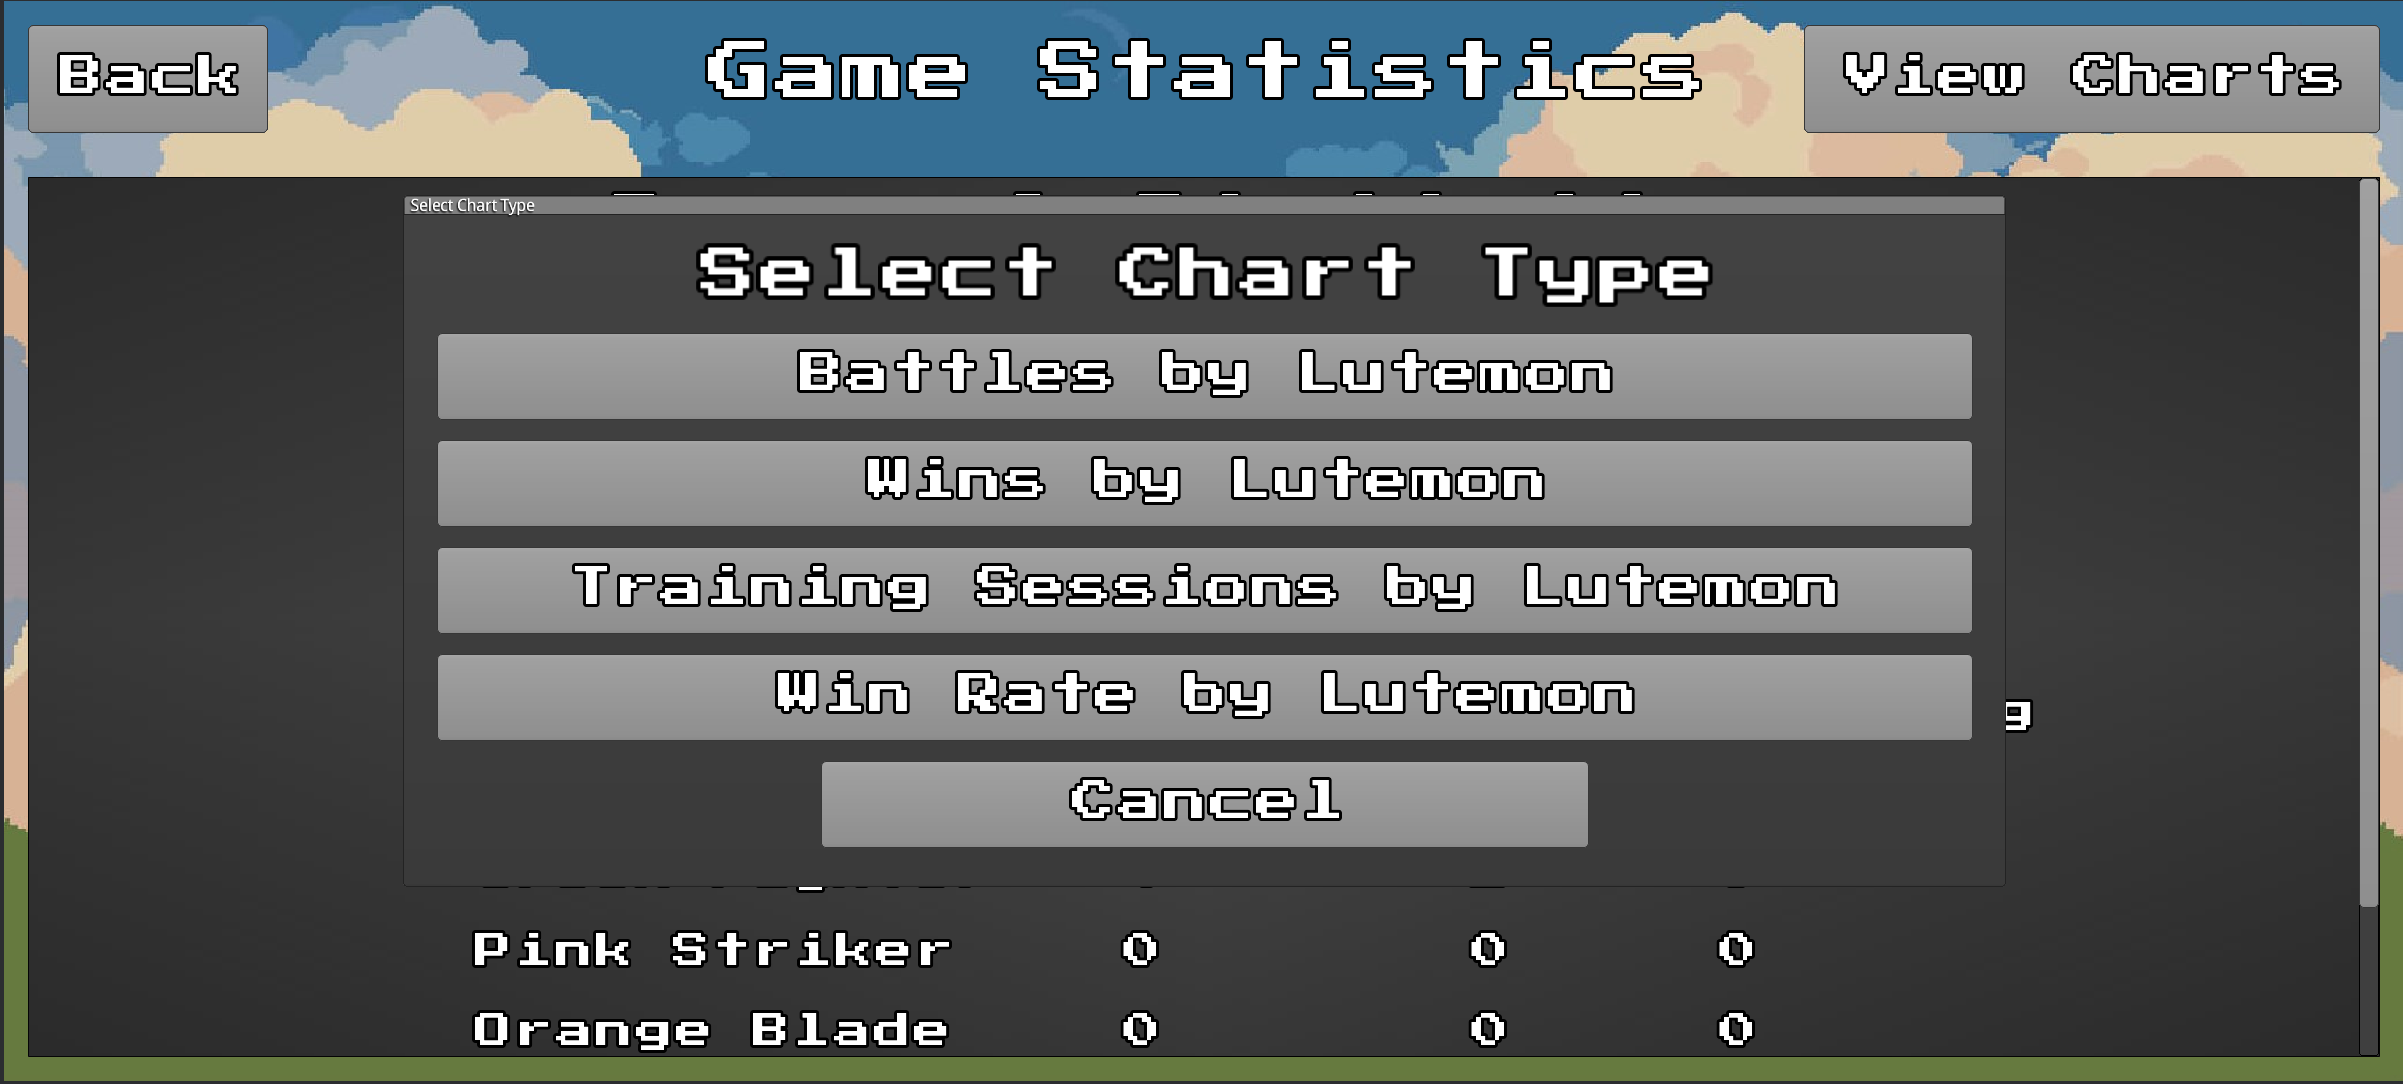 Back
Game Statistics
View Charts
Select Chart Type
Select Chart Type
Battles by Lutemon
Wins by Lutemon
Training Sessions by Lutemon
Win Rate by Lutemon
g
Cancel
Pink Striker 0 0 0
Orange Blade 0 0 0